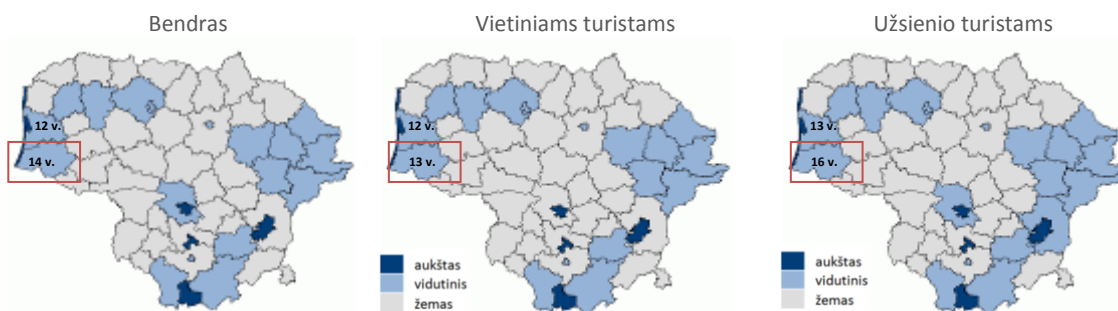 Bendras
12 v.
14 v.
Vietiniams turistams
12 v.
13 v.
aukštas
vidutinis
žemas
Užsienio turistams
13 v.
16 v.
aukštas
vidutinis
žemas